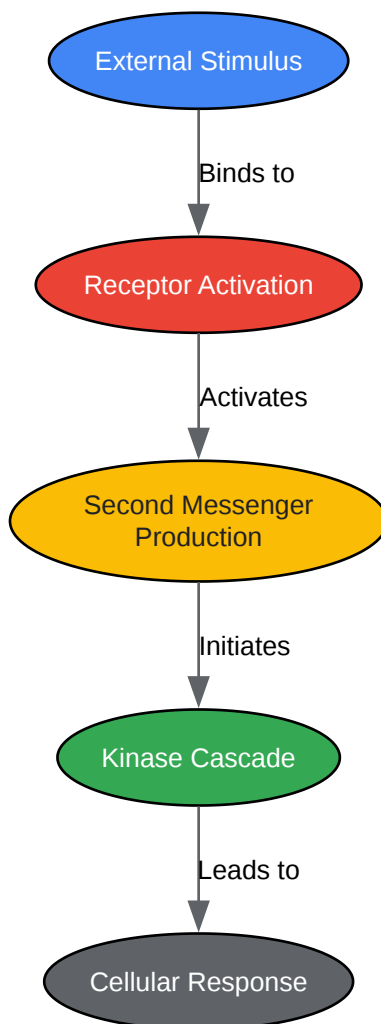 External Stimulus
Binds to
Receptor Activation
Activates
Second Messenger
Production
Initiates
Kinase Cascade
Leads to
Cellular Response